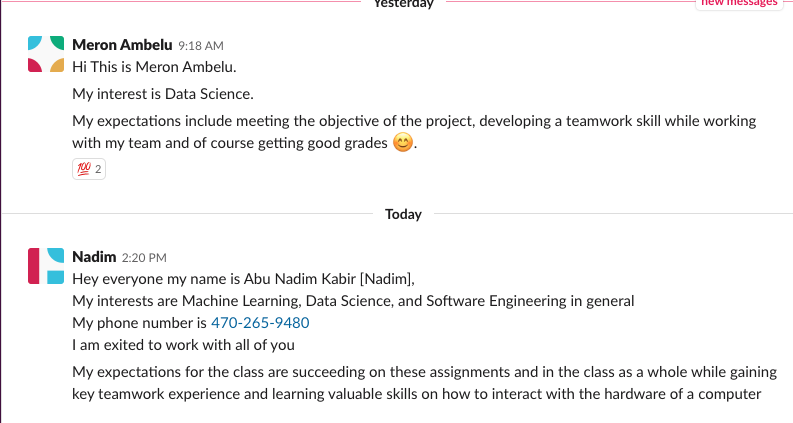 Yesterday
new messages
Meron Ambelu 9:18 AM
Hi This is Meron Ambelu.
My interest is Data Science.
My expectations include meeting the objective of the project, developing a teamwork skill while working
with my team and of course getting good grades 😊.
💯 2
Today
Nadim 2:20 PM
Hey everyone my name is Abu Nadim Kabir [Nadim],
My interests are Machine Learning, Data Science, and Software Engineering in general
My phone number is 470-265-9480
I am exited to work with all of you
My expectations for the class are succeeding on these assignments and in the class as a whole while gaining
key teamwork experience and learning valuable skills on how to interact with the hardware of a computer